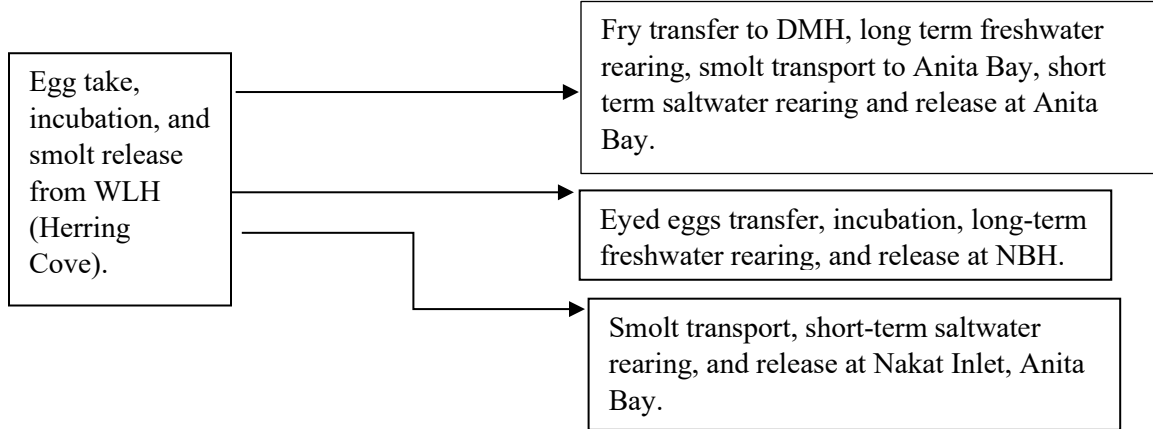 Egg take,
incubation, and
smolt release
from WLH
(Herring
Cove).
Fry transfer to DMH, long term freshwater
rearing, smolt transport to Anita Bay, short
term saltwater rearing and release at Anita
Bay.
Eyed eggs transfer, incubation, long-term
freshwater rearing, and release at NBH.
Smolt transport, short-term saltwater
rearing, and release at Nakat Inlet, Anita
Bay.